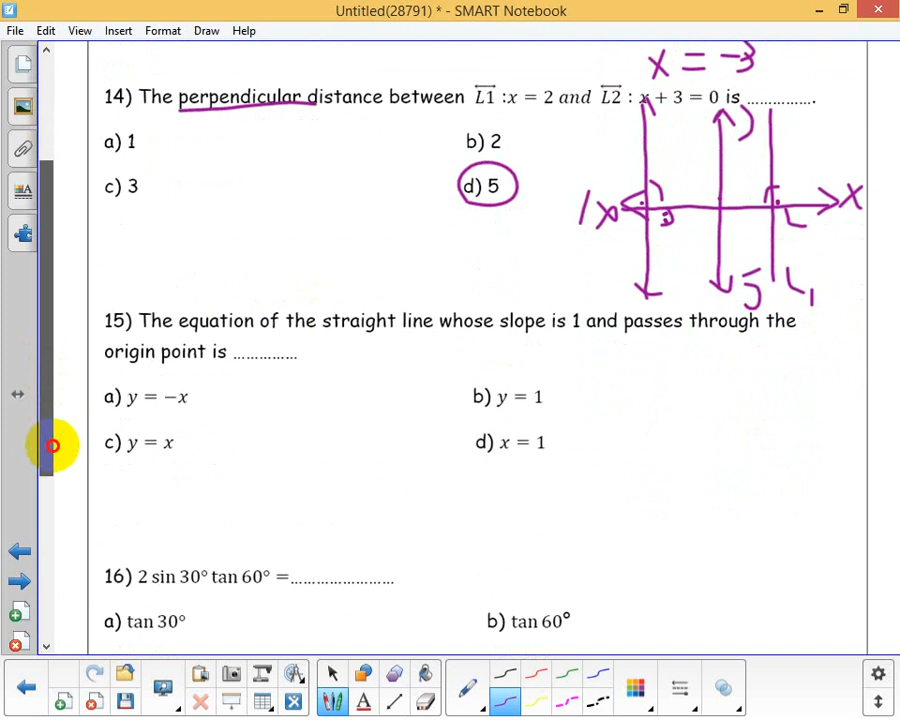 Untitled(28791) * - SMART Notebook
File Edit View Insert Format Draw Help
x = -3
14) The perpendicular distance between L1 : x = 2 and L2 : x + 3 = 0 is ...............
a) 1 b) 2
c) 3 d) 5
x
15) The equation of the straight line whose slope is 1 and passes through the
origin point is ...............
a) y = −x b) y = 1
c) y = x d) x = 1
16) 2 sin 30° tan 60° =........................
a) tan 30° b) tan 60°